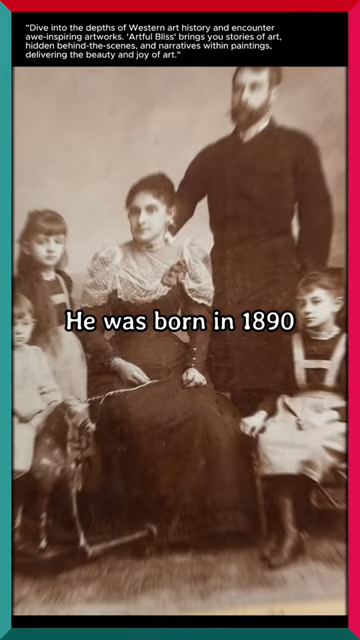 "Dive into the depths of Western art history and encounter
awe-inspiring artworks. 'Artful Bliss' brings you stories of art,
hidden behind-the-scenes, and narratives within paintings,
delivering the beauty and joy of art."
He was born in 1890